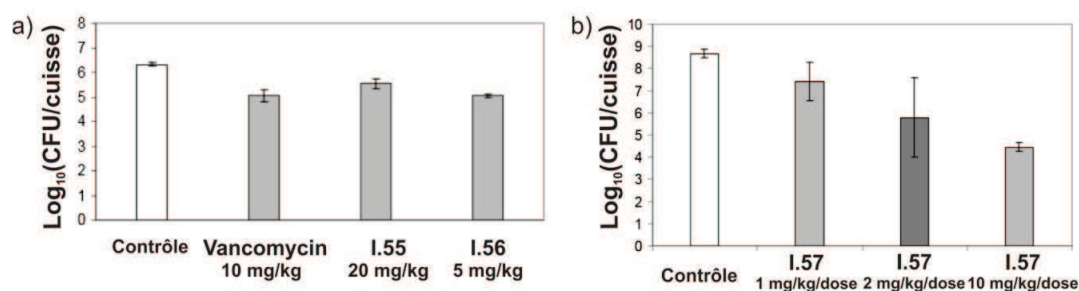 a)
Log₁₀(CFU/cuisse)
8
7
6
5
4
3
2
1
0
Contrôle
Vancomycin
10 mg/kg
I.55
20 mg/kg
I.56
5 mg/kg
b)
Log₁₀(CFU/cuisse)
10
9
8
7
6
5
4
3
2
1
0
Contrôle
I.57
1 mg/kg/dose
I.57
2 mg/kg/dose
I.57
10 mg/kg/dose